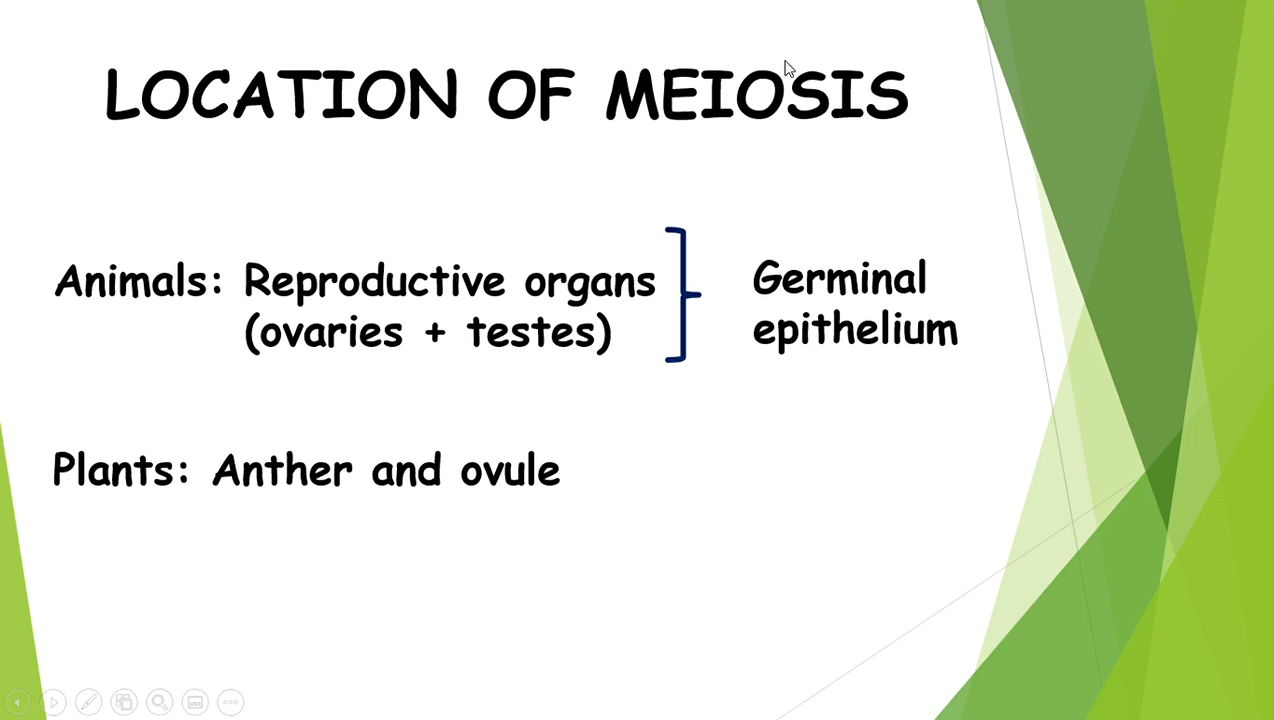 LOCATION OF MEIOSIS
Animals: Reproductive organs
(ovaries + testes)
Germinal
epithelium
Plants: Anther and ovule